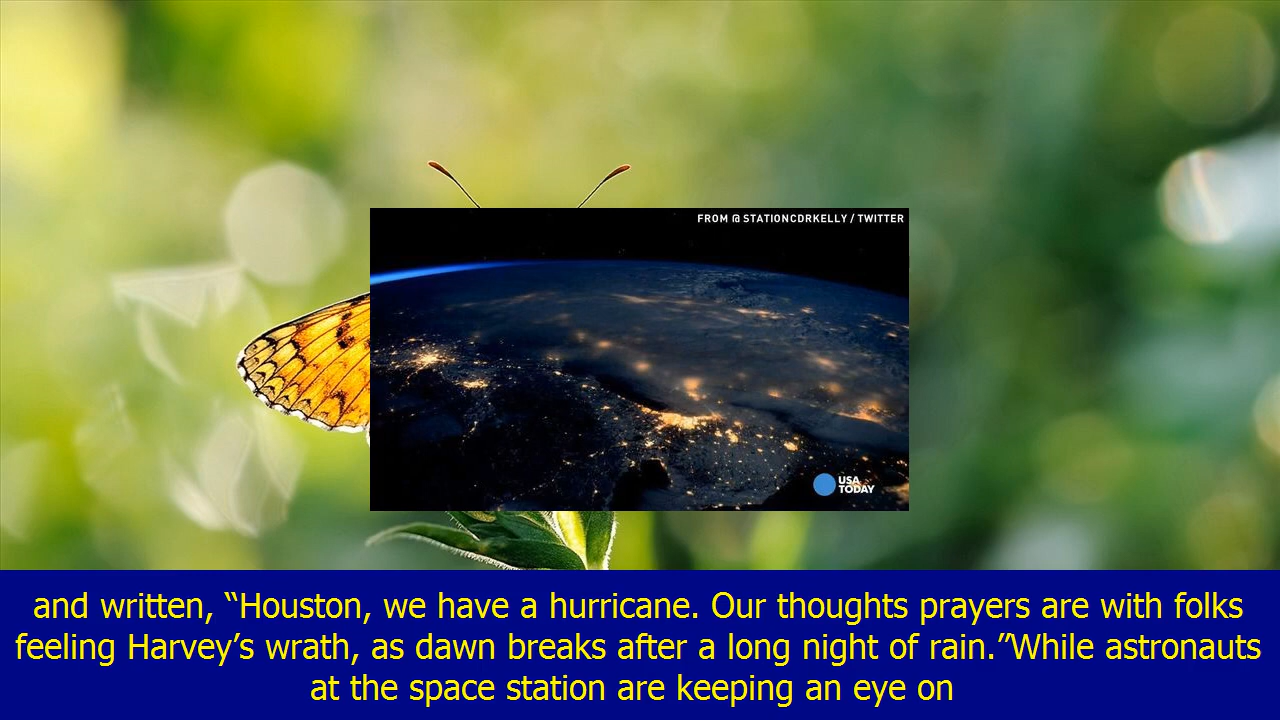 FROM @ STATIONCDRKELLY / TWITTER
USA
TODAY
and written, “Houston, we have a hurricane. Our thoughts prayers are with folks
feeling Harvey’s wrath, as dawn breaks after a long night of rain.”While astronauts
at the space station are keeping an eye on